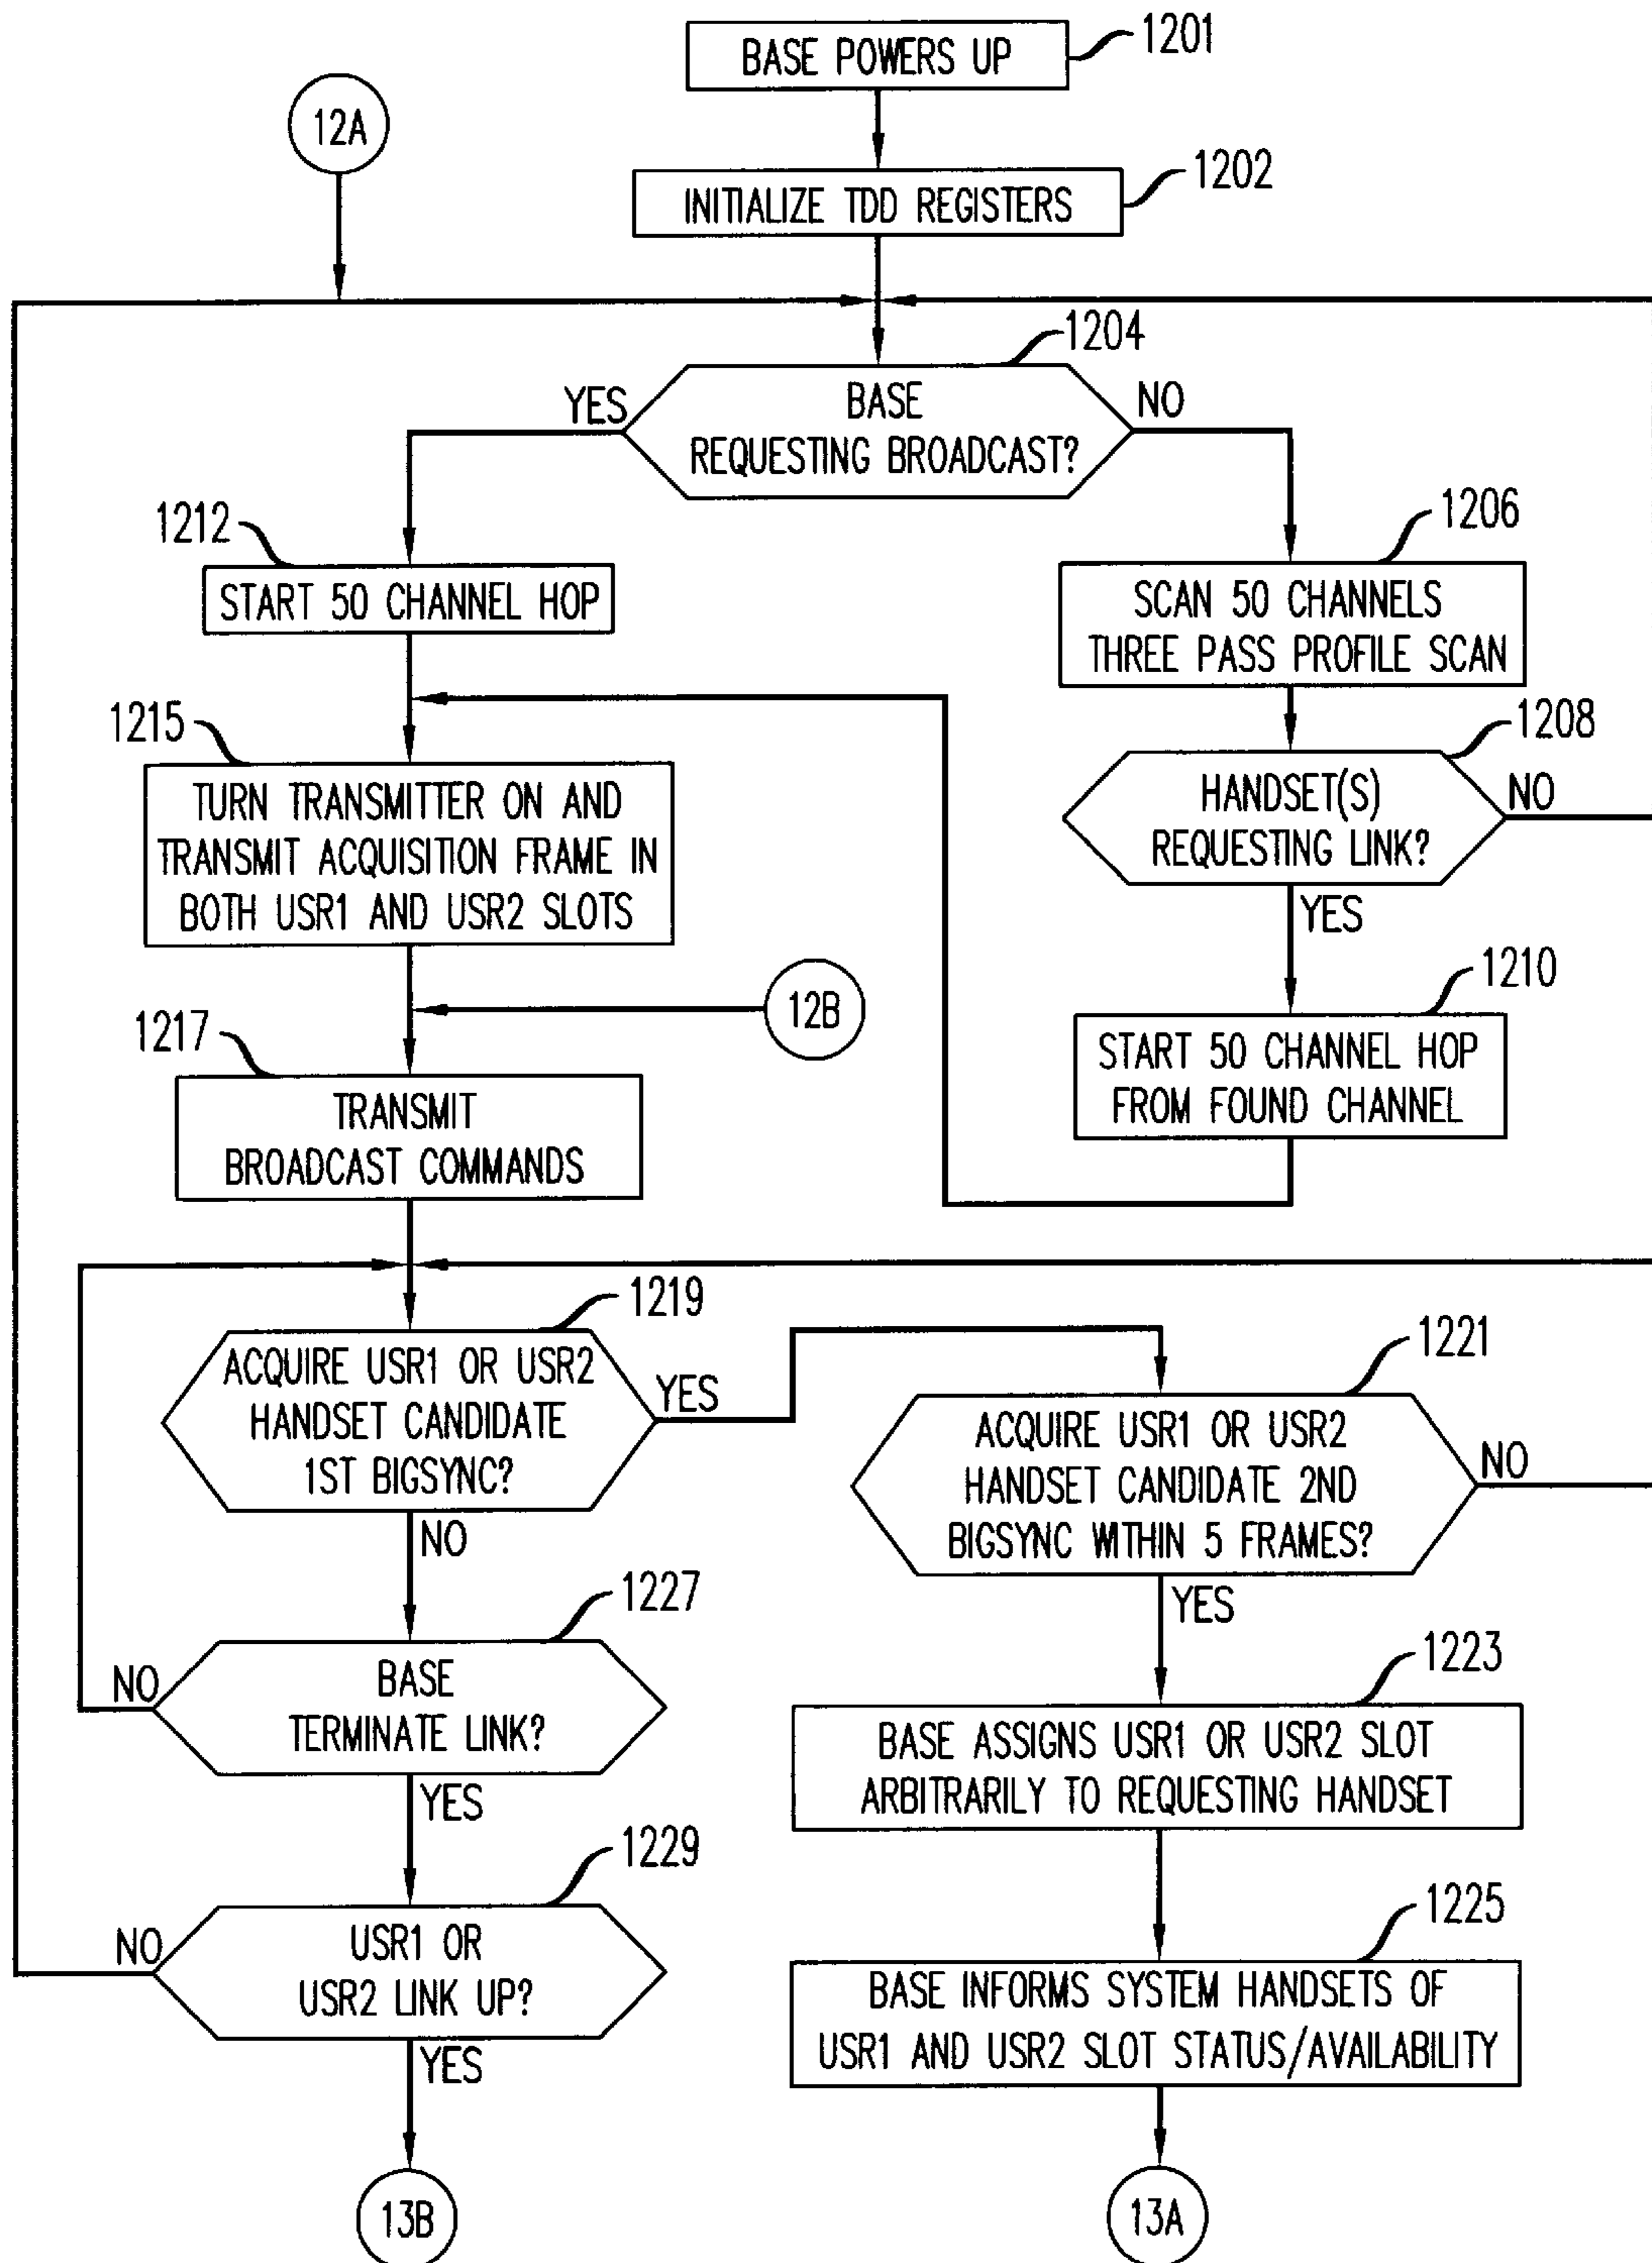 BASE POWERS UP
1201
12A
INITIALIZE TDD REGISTERS
1202
1204
YES
BASE
REQUESTING BROADCAST?
NO
1212
START 50 CHANNEL HOP
1206
SCAN 50 CHANNELS
THREE PASS PROFILE SCAN
1215
TURN TRANSMITTER ON AND
TRANSMIT ACQUISITION FRAME IN
BOTH USR1 AND USR2 SLOTS
1208
HANDSET(S)
REQUESTING LINK?
NO
YES
12B
1210
START 50 CHANNEL HOP
FROM FOUND CHANNEL
1217
TRANSMIT
BROADCAST COMMANDS
1219
ACQUIRE USR1 OR USR2
HANDSET CANDIDATE
1ST BIGSYNC?
YES
NO
1221
ACQUIRE USR1 OR USR2
HANDSET CANDIDATE 2ND
BIGSYNC WITHIN 5 FRAMES?
NO
YES
1227
NO
BASE
TERMINATE LINK?
YES
1223
BASE ASSIGNS USR1 OR USR2 SLOT
ARBITRARILY TO REQUESTING HANDSET
1229
NO
USR1 OR
USR2 LINK UP?
YES
1225
BASE INFORMS SYSTEM HANDSETS OF
USR1 AND USR2 SLOT STATUS/AVAILABILITY
13B
13A